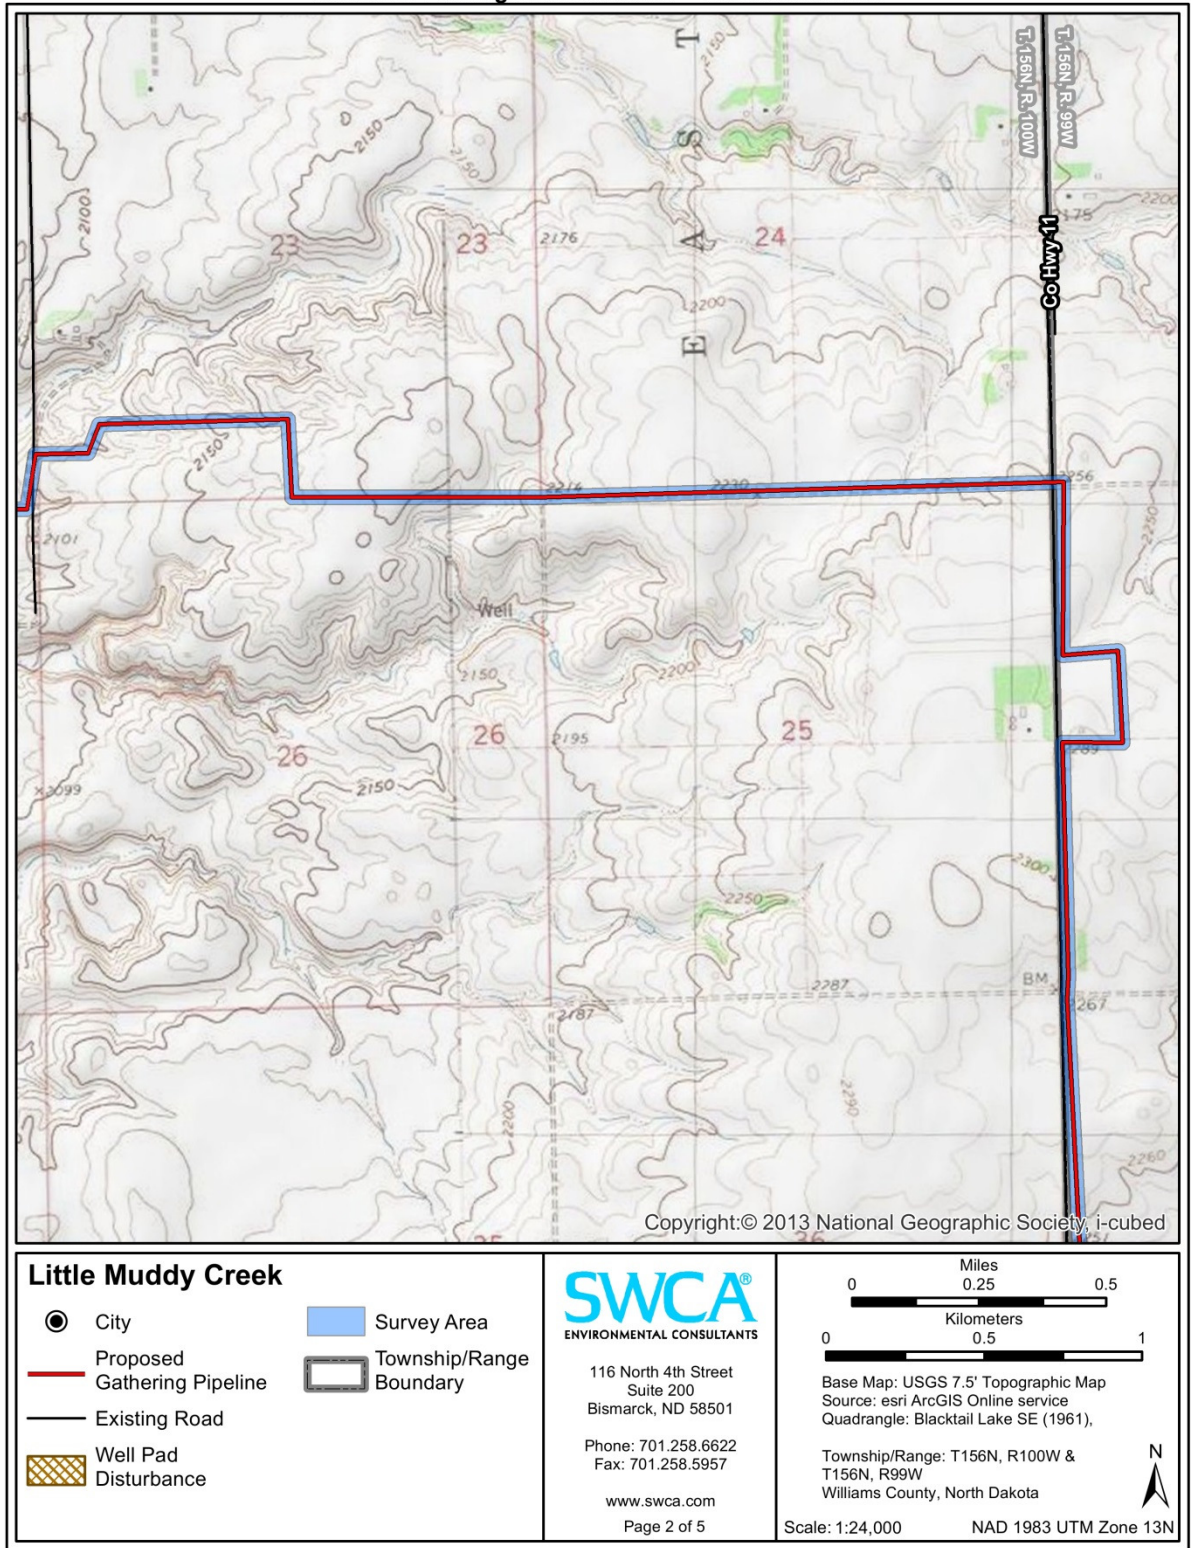 T
2150
T.156N, R. 100W
T.156N, R. 99W
2150
2150
S
2100
2200
2175
23
23
2176
A
24
Co Hwy 11
2200
E
2150
2214
2230
2256
2250
2101
Well
2150
2200
26
26
2195
25
2099
2150
2300
2250
2287
BM
2187
2267
2290
2200
2260
Copyright:© 2013 National Geographic Society, i-cubed
Little Muddy Creek
City
Proposed
Gathering Pipeline
Existing Road
Well Pad
Disturbance
Survey Area
Township/Range
Boundary
SWCA®
ENVIRONMENTAL CONSULTANTS
116 North 4th Street
Suite 200
Bismarck, ND 58501
Phone: 701.258.6622
Fax: 701.258.5957
www.swca.com
Page 2 of 5
Miles
0 0.25 0.5
Kilometers
0 0.5 1
Base Map: USGS 7.5' Topographic Map
Source: esri ArcGIS Online service
Quadrangle: Blacktail Lake SE (1961),
Township/Range: T156N, R100W &
T156N, R99W
Williams County, North Dakota
N
Scale: 1:24,000 NAD 1983 UTM Zone 13N